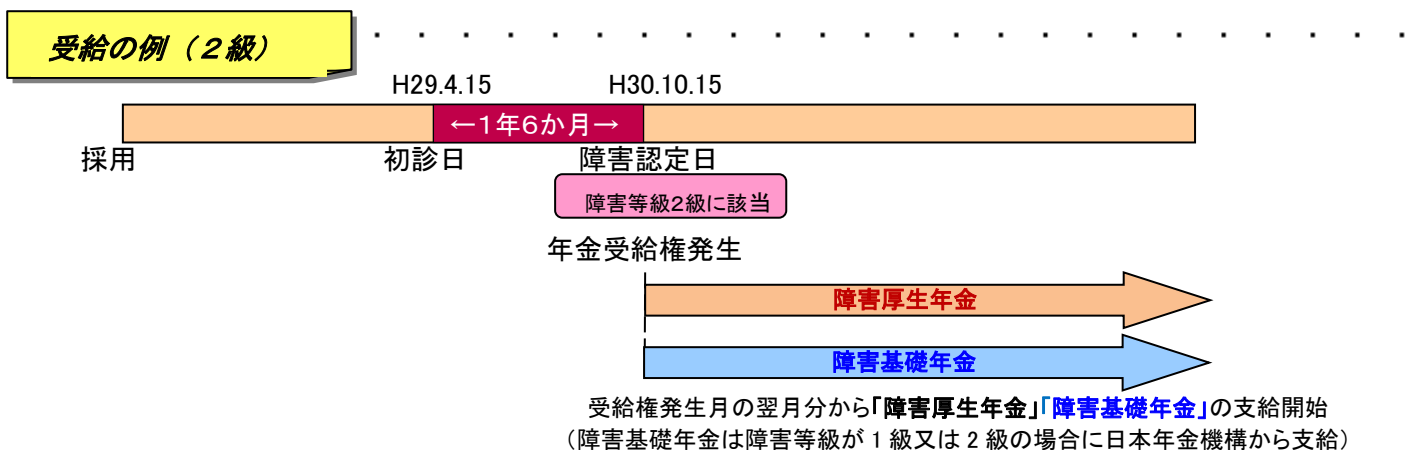 受給の例（２級）
H29.4.15
H30.10.15
←１年６か月→
採用
初診日
障害認定日
障害等級2級に該当
年金受給権発生
障害厚生年金
障害基礎年金
受給権発生月の翌月分から「障害厚生年金」「障害基礎年金」の支給開始
（障害基礎年金は障害等級が 1 級又は 2 級の場合に日本年金機構から支給）